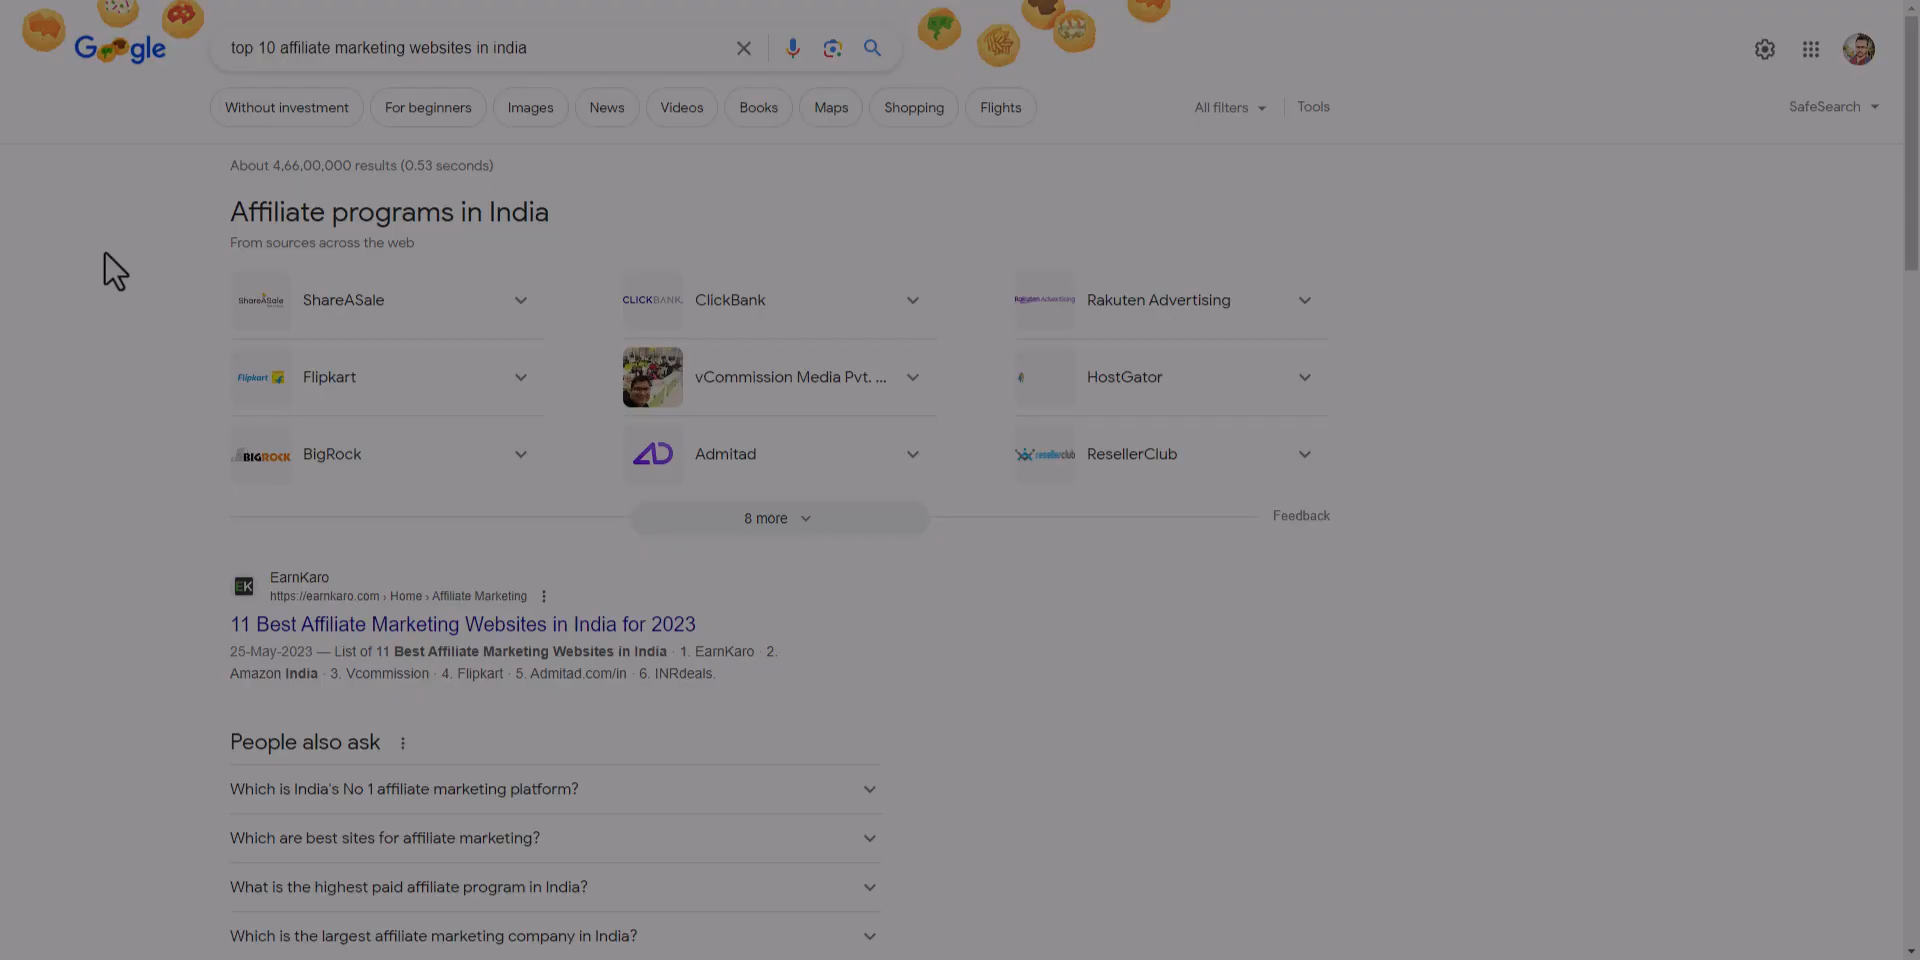 Google
top 10 affiliate marketing websites in india
Without investment
For beginners
Images
News
Videos
Books
Maps
Shopping
Flights
All filters
Tools
SafeSearch
About 4,66,00,000 results (0.53 seconds)
Affiliate programs in India
From sources across the web
ShareASale
ShareASale
CLICKBANK
ClickBank
Rakuten Advertising
Rakuten Advertising
Flipkart
Flipkart
vCommission Media Pvt. ...
HostGator
BIGROCK
BigRock
AD
Admitad
resellerclub
ResellerClub
8 more
Feedback
EK
EarnKaro
https://earnkaro.com › Home › Affiliate Marketing
11 Best Affiliate Marketing Websites in India for 2023
25-May-2023 — List of 11 Best Affiliate Marketing Websites in India · 1. EarnKaro · 2.
Amazon India · 3. Vcommission · 4. Flipkart · 5. Admitad.com/in · 6. INRdeals.
People also ask
Which is India's No 1 affiliate marketing platform?
Which are best sites for affiliate marketing?
What is the highest paid affiliate program in India?
Which is the largest affiliate marketing company in India?